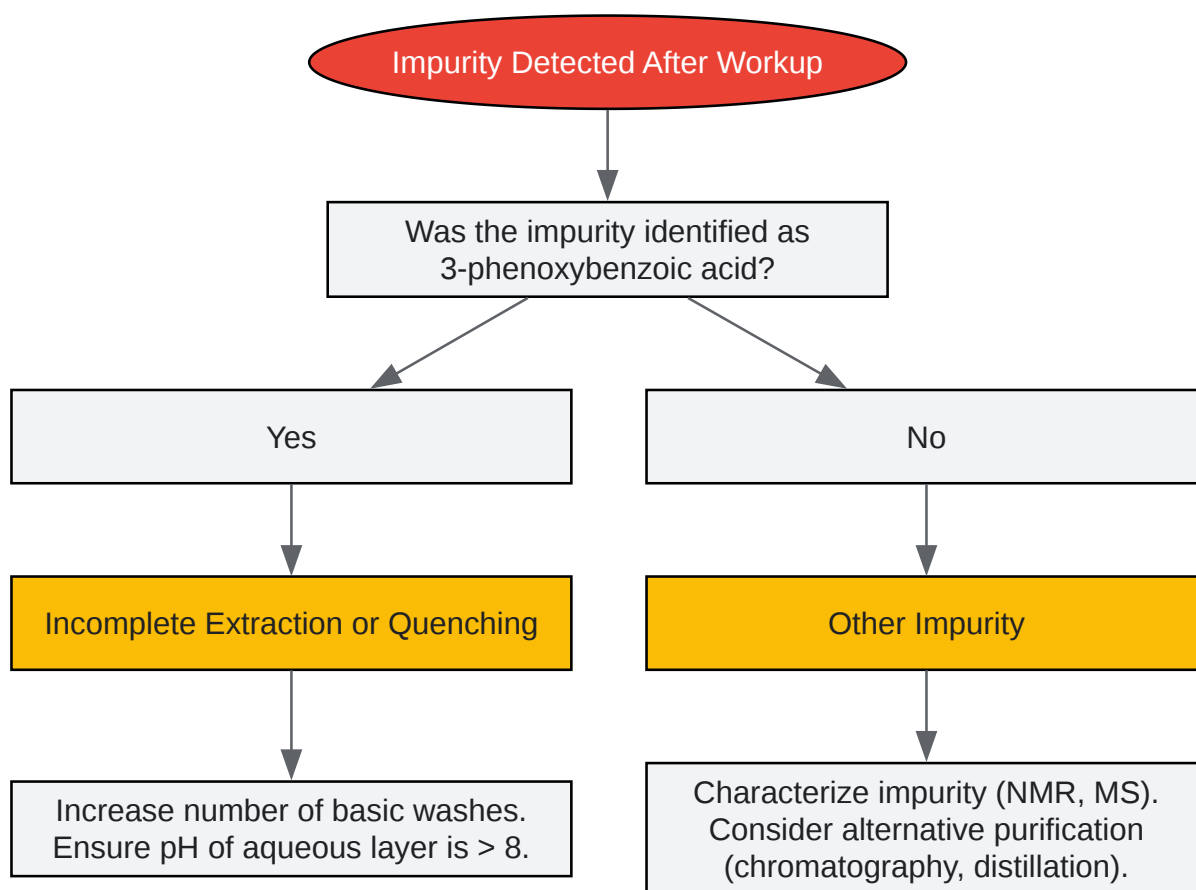 Impurity Detected After Workup
Was the impurity identified as
3-phenoxybenzoic acid?
Yes
No
Incomplete Extraction or Quenching
Other Impurity
Increase number of basic washes.
Ensure pH of aqueous layer is > 8.
Characterize impurity (NMR, MS).
Consider alternative purification
(chromatography, distillation).